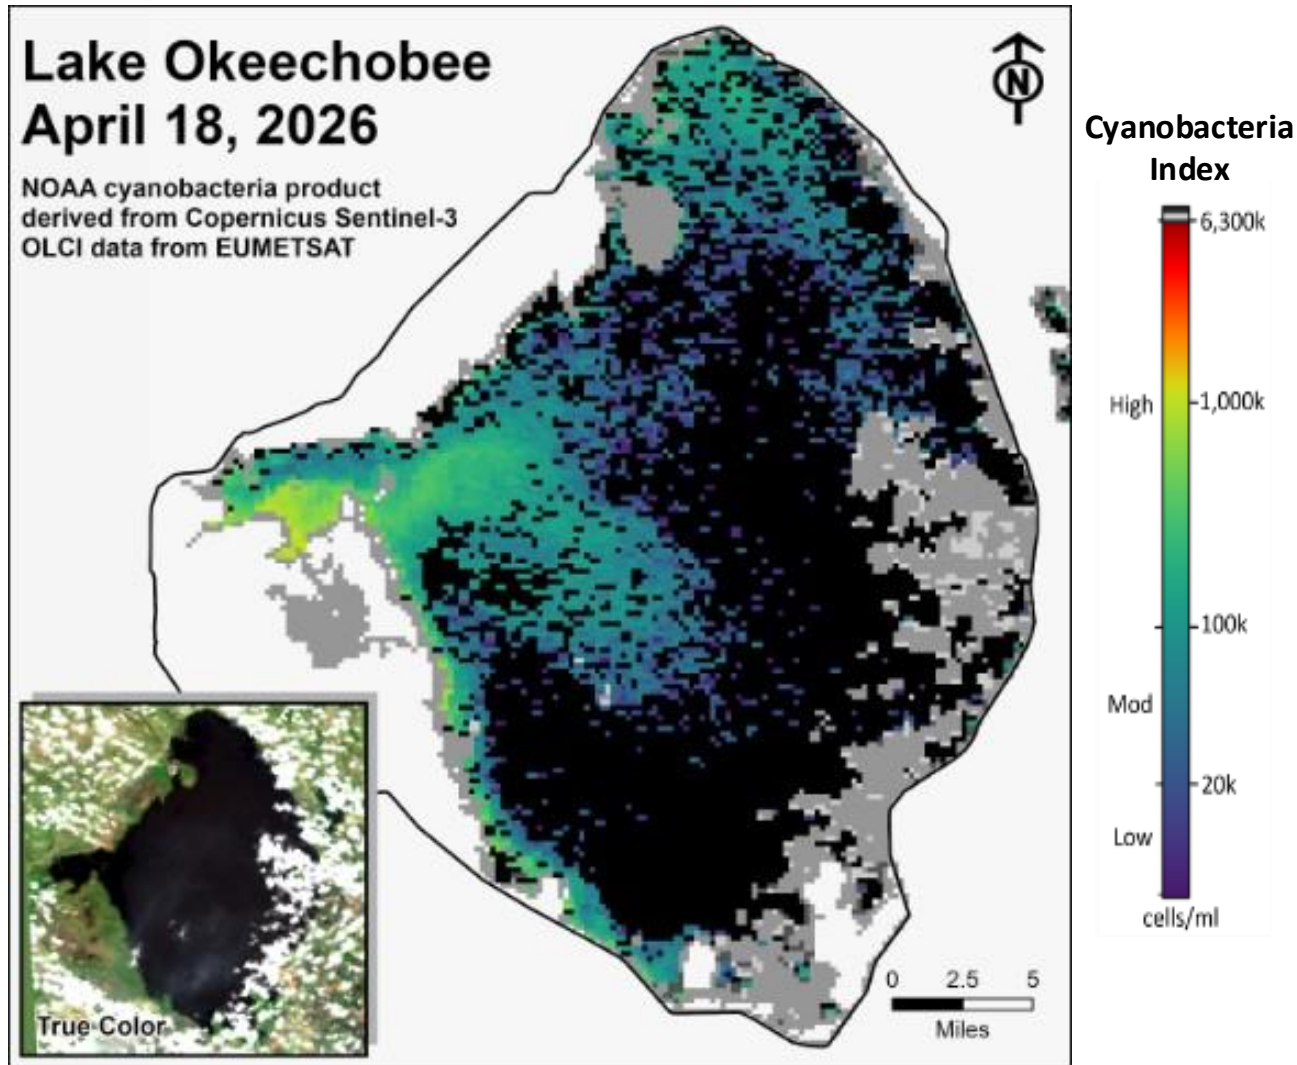 Lake Okeechobee
April 18, 2026
NOAA cyanobacteria product
derived from Copernicus Sentinel-3
OLCI data from EUMETSAT
N
Cyanobacteria
Index
6,300k
High
1,000k
100k
Mod
20k
Low
cells/ml
0 2.5 5
Miles
True Color